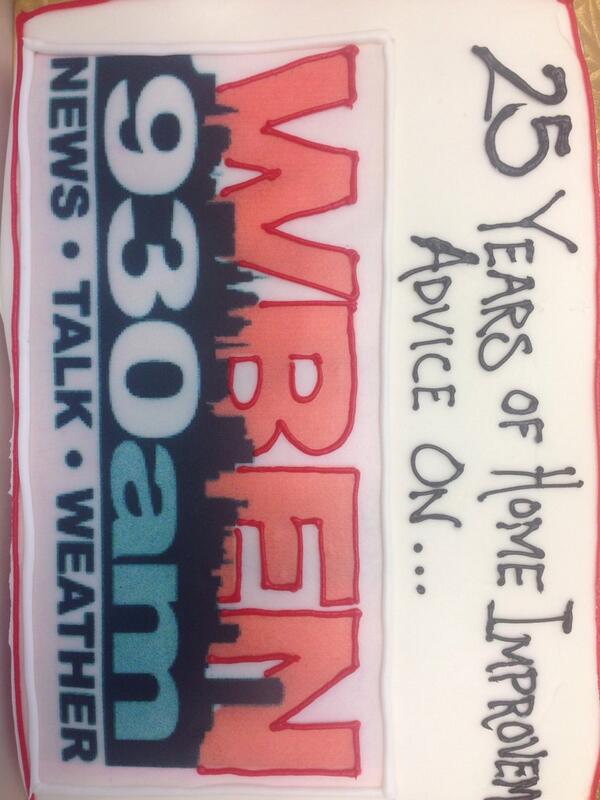 25 YEARS OF HOME IMPROVEM
ADVICE ON...
WBEN
930am
NEWS • TALK • WEATHER